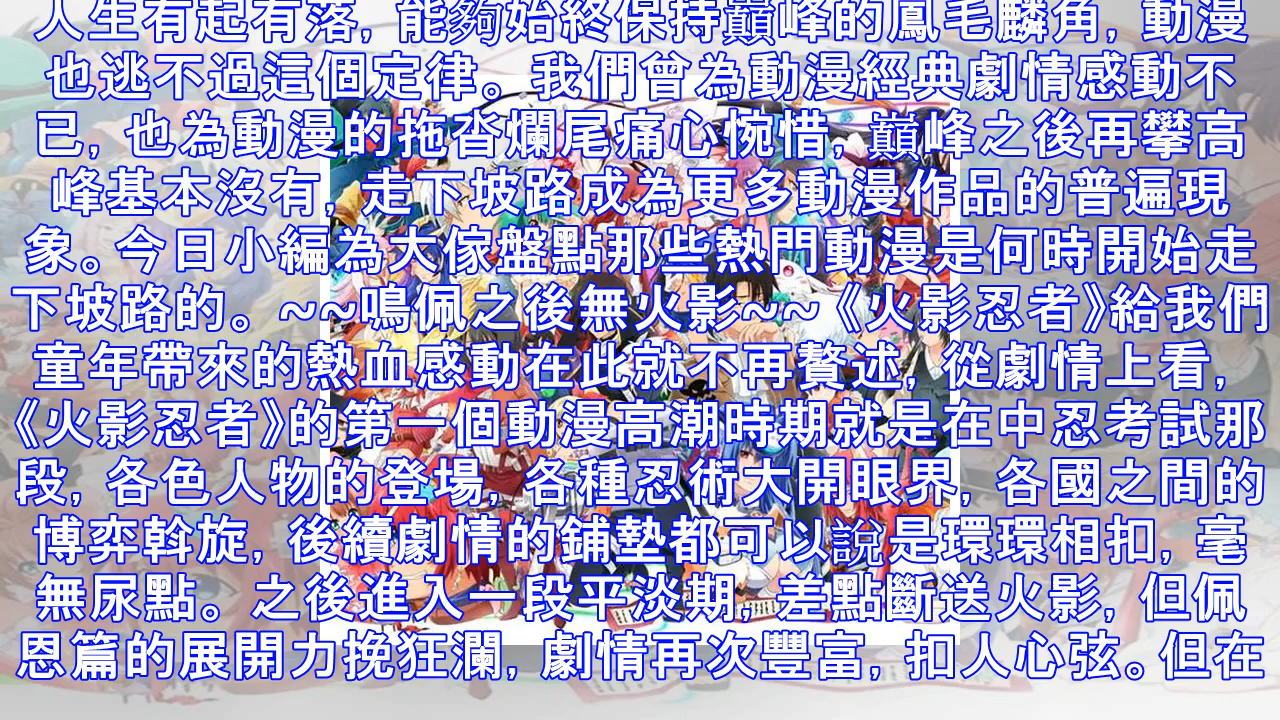 人生有起有落, 能夠始終保持巔峰的鳳毛麟角, 動漫
也逃不過這個定律。我們曾為動漫經典劇情感動不
已, 也為動漫的拖沓爛尾痛心惋惜, 巔峰之後再攀高
峰基本沒有, 走下坡路成為更多動漫作品的普遍現
象。今日小編為大傢盤點那些熱門動漫是何時開始走
下坡路的。~~鳴佩之後無火影~~《火影忍者》給我們
童年帶來的熱血感動在此就不再贅述, 從劇情上看,
《火影忍者》的第一個動漫高潮時期就是在中忍考試那
段, 各色人物的登場, 各種忍術大開眼界, 各國之間的
博弈斡旋, 後續劇情的鋪墊都可以說是環環相扣, 毫
無尿點。之後進入一段平淡期, 差點斷送火影, 但佩
恩篇的展開力挽狂瀾, 劇情再次豐富, 扣人心弦。但在